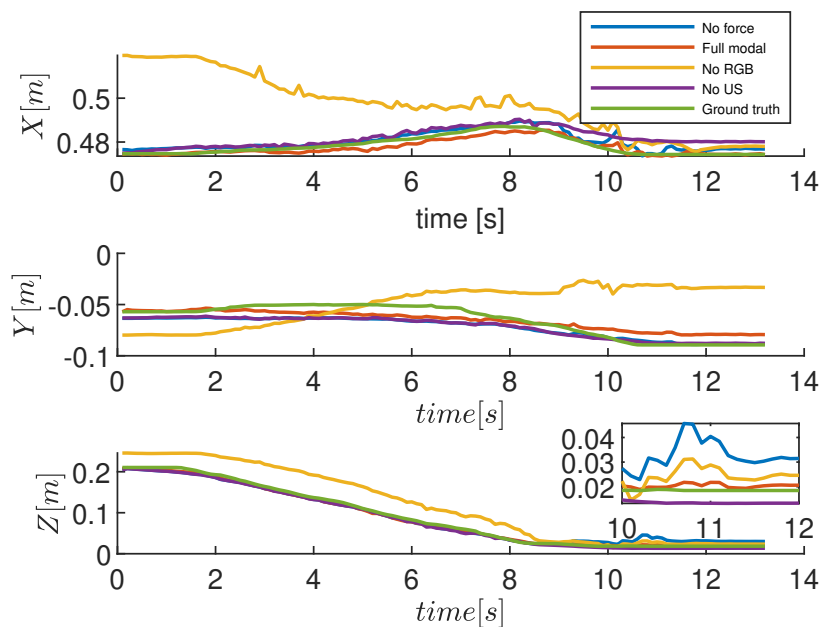 No force
Full modal
No RGB
No US
Ground truth
X[m]
0.5
0.48
0 2 4 6 8 10 12 14
time [s]
Y[m]
0
-0.05
-0.1
0 2 4 6 8 10 12 14
time[s]
Z[m]
0.2
0.1
0
0.04
0.03
0.02
10 11 12
0 2 4 6 8 10 12 14
time[s]